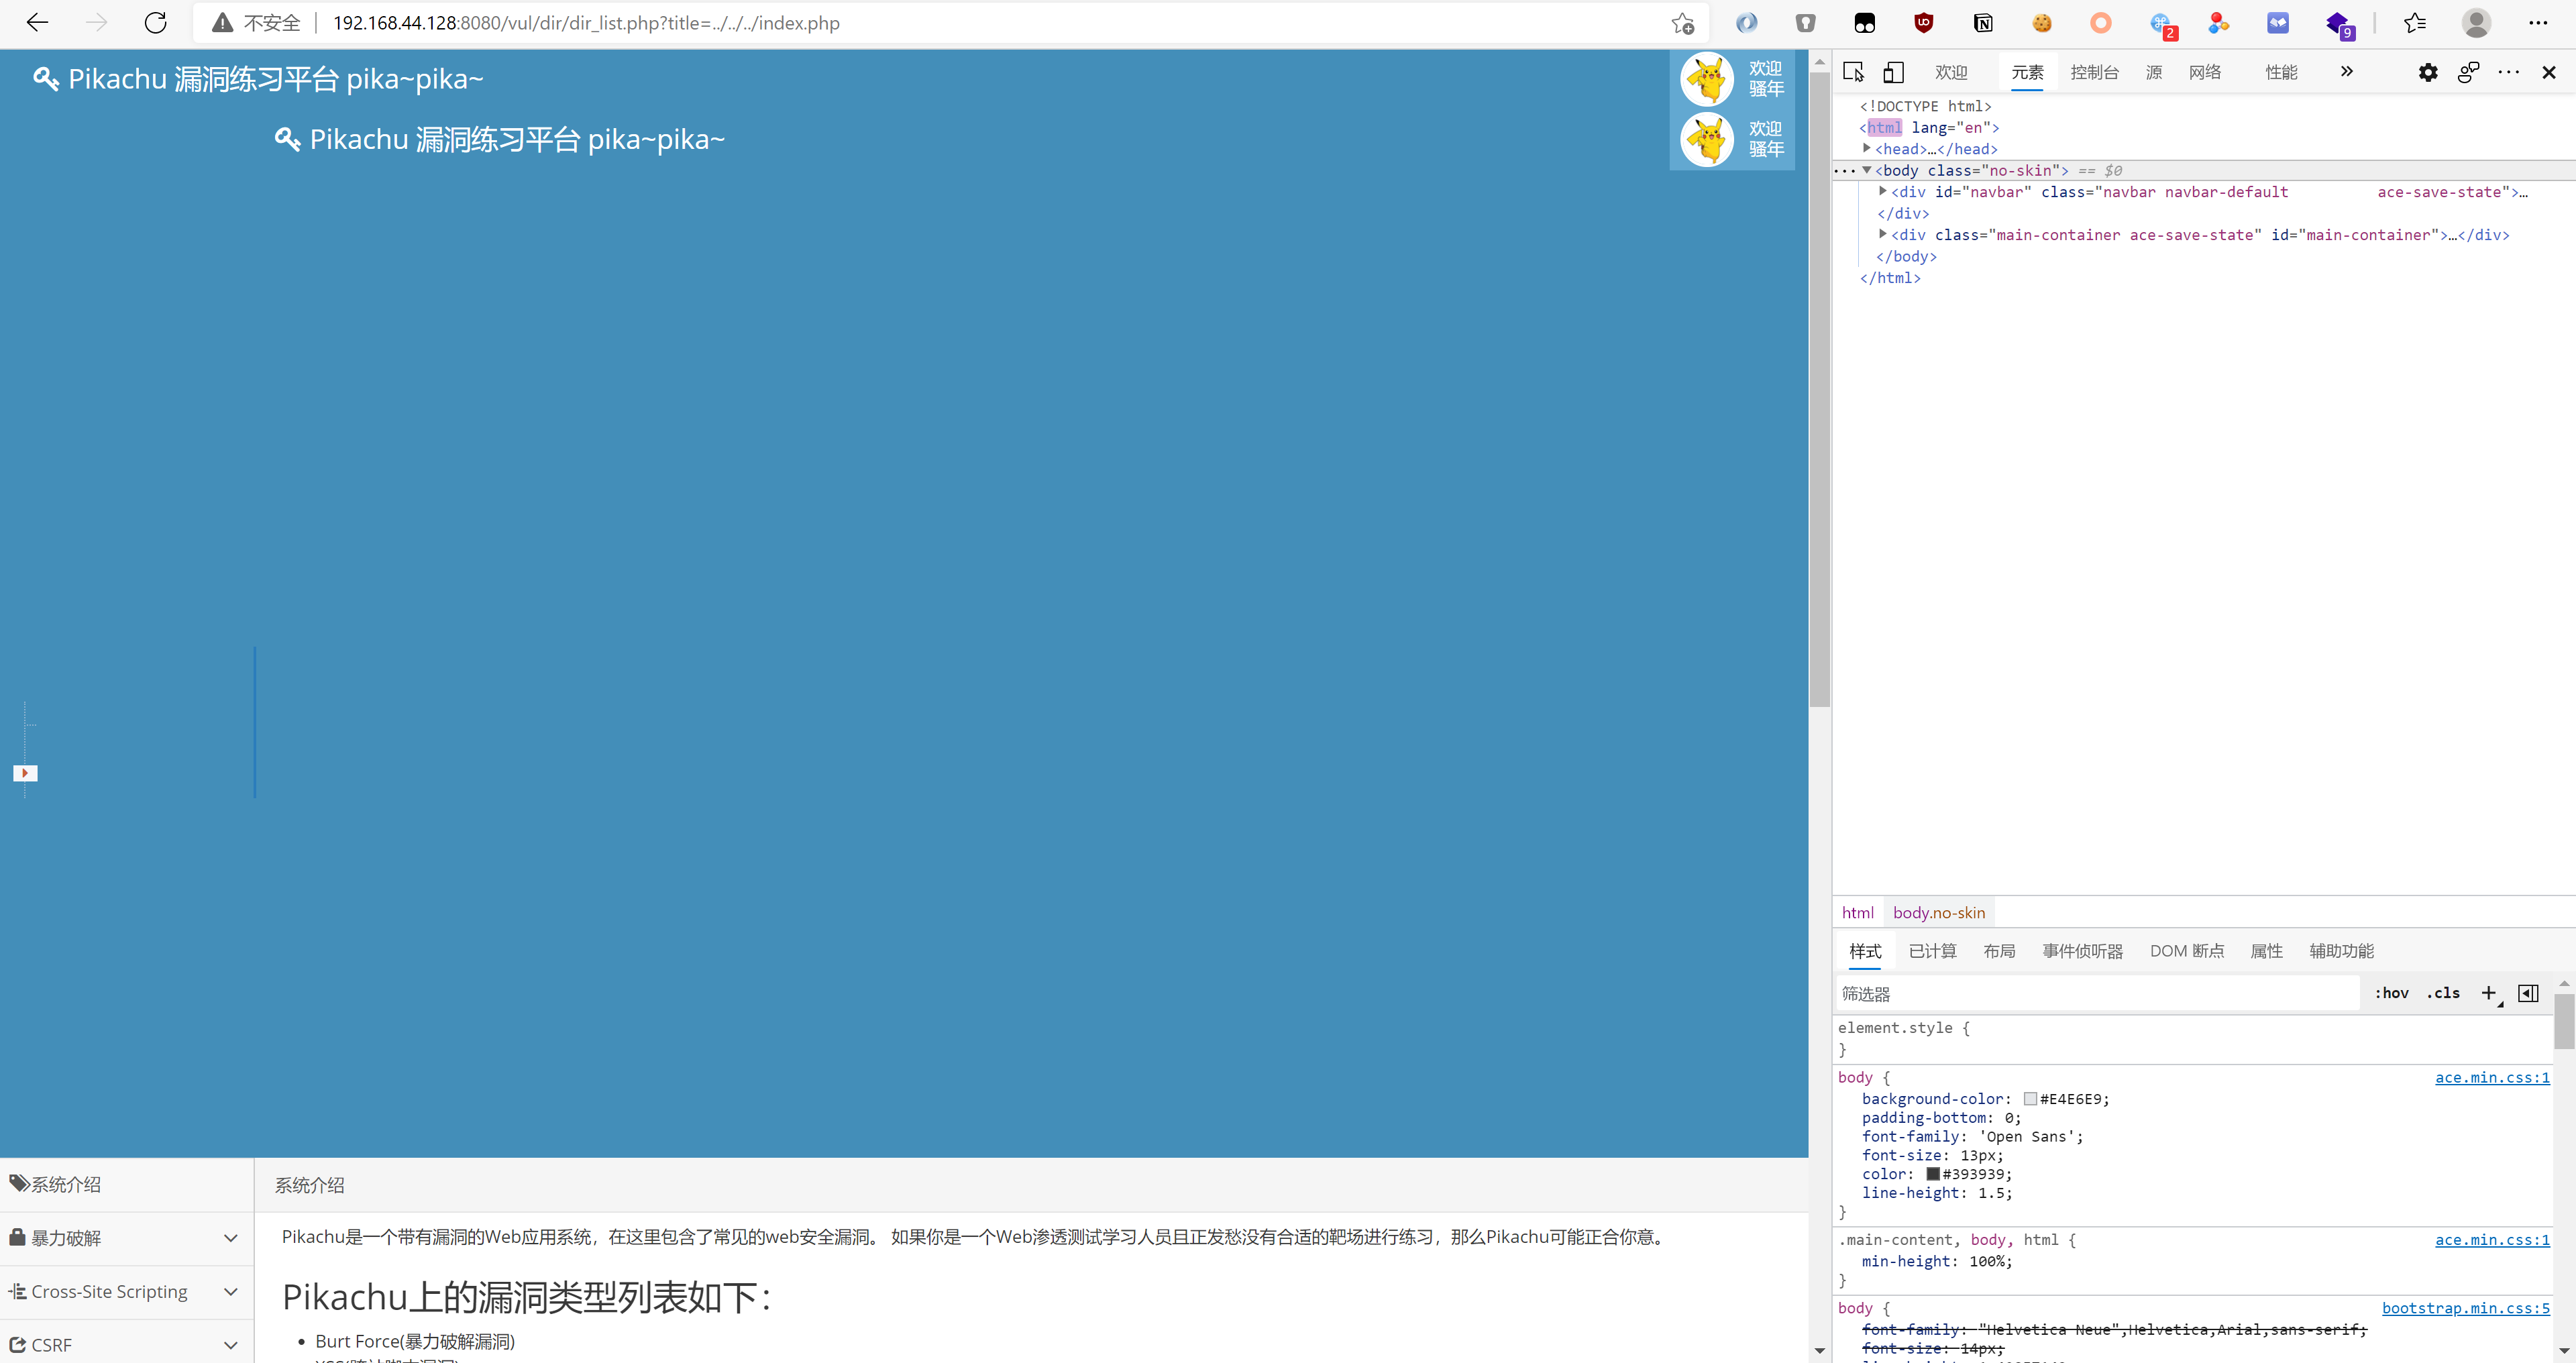 不安全 192.168.44.128:8080/vul/dir/dir_list.php?title=../../../index.php
2
9
Pikachu 漏洞练习平台 pika~pika~
欢迎
骚年
Pikachu 漏洞练习平台 pika~pika~
欢迎
骚年
系统介绍
暴力破解
Cross-Site Scripting
CSRF
系统介绍
Pikachu是一个带有漏洞的Web应用系统，在这里包含了常见的web安全漏洞。 如果你是一个Web渗透测试学习人员且正发愁没有合适的靶场进行练习，那么Pikachu可能正合你意。
Pikachu上的漏洞类型列表如下：
Burt Force(暴力破解漏洞)
欢迎 元素 控制台 源 网络 性能
<!DOCTYPE html>
<html lang="en">
<head>…</head>
<body class="no-skin"> == $0
<div id="navbar" class="navbar navbar-default ace-save-state">…
</div>
<div class="main-container ace-save-state" id="main-container">…</div>
</body>
</html>
html body.no-skin
样式 已计算 布局 事件侦听器 DOM 断点 属性 辅助功能
筛选器 :hov .cls
element.style {
}
body { ace.min.css:1
background-color: #E4E6E9;
padding-bottom: 0;
font-family: 'Open Sans';
font-size: 13px;
color: #393939;
line-height: 1.5;
}
.main-content, body, html { ace.min.css:1
min-height: 100%;
}
body { bootstrap.min.css:5
font-family: "Helvetica Neue",Helvetica,Arial,sans-serif;
font-size: 14px;